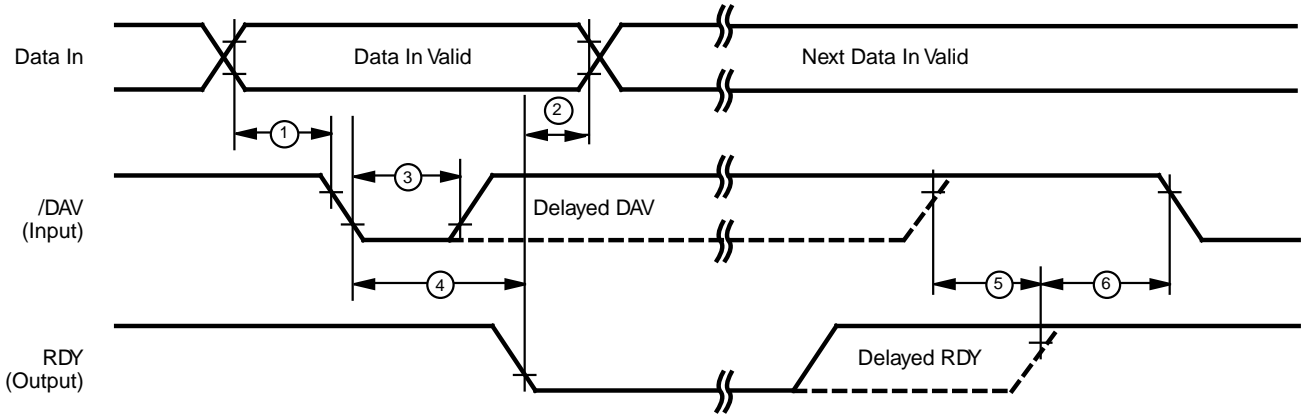 Data In
Data In Valid
Next Data In Valid
2
1
3
/DAV
(Input)
Delayed DAV
4
5
6
RDY
(Output)
Delayed RDY